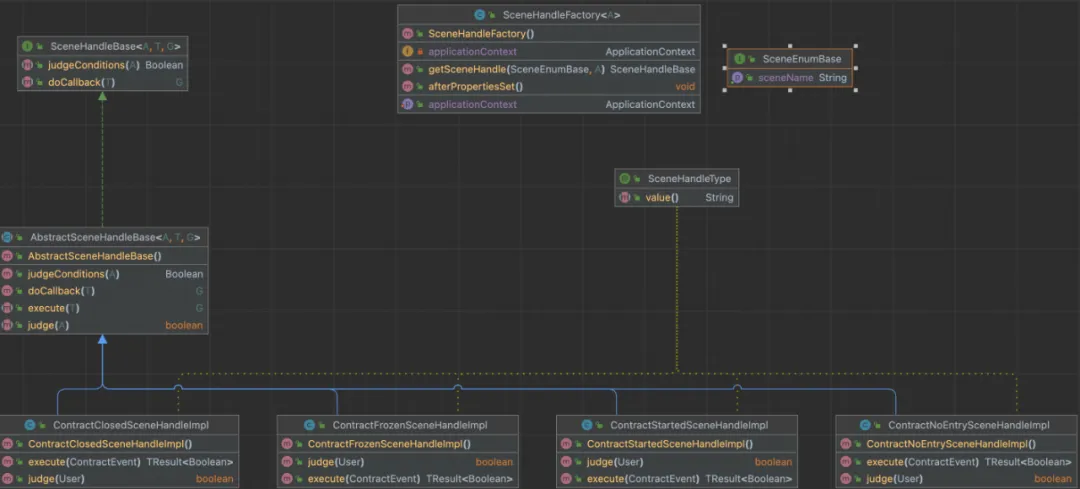 SceneHandleBase<A, T, G>
judgeConditions(A) Boolean
doCallback(T) G
SceneHandleFactory<A>
SceneHandleFactory()
applicationContext ApplicationContext
getSceneHandle(SceneEnumBase, A) SceneHandleBase
afterPropertiesSet() void
applicationContext ApplicationContext
SceneEnumBase
sceneName String
SceneHandleType
value() String
AbstractSceneHandleBase<A, T, G>
AbstractSceneHandleBase()
judgeConditions(A) Boolean
doCallback(T) G
execute(T) G
judge(A) boolean
ContractClosedSceneHandleImpl
ContractClosedSceneHandleImpl()
execute(ContractEvent) TResult<Boolean>
judge(User) boolean
ContractFrozenSceneHandleImpl
ContractFrozenSceneHandleImpl()
judge(User) boolean
execute(ContractEvent) TResult<Boolean>
ContractStartedSceneHandleImpl
ContractStartedSceneHandleImpl()
judge(User) boolean
execute(ContractEvent) TResult<Boolean>
ContractNoEntrySceneHandleImpl
ContractNoEntrySceneHandleImpl()
execute(ContractEvent) TResult<Boolean>
judge(User) boolean